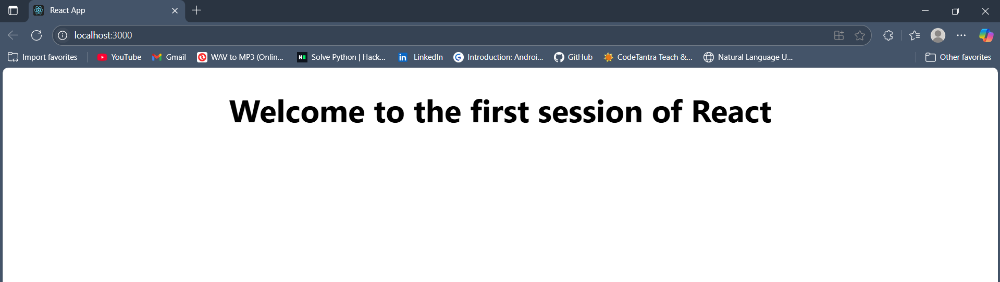 React App
localhost:3000
Import favorites YouTube Gmail WAV to MP3 (Onlin... Solve Python | Hack... LinkedIn Introduction: Androi... GitHub CodeTantra Teach &... Natural Language U... Other favorites
Welcome to the first session of React